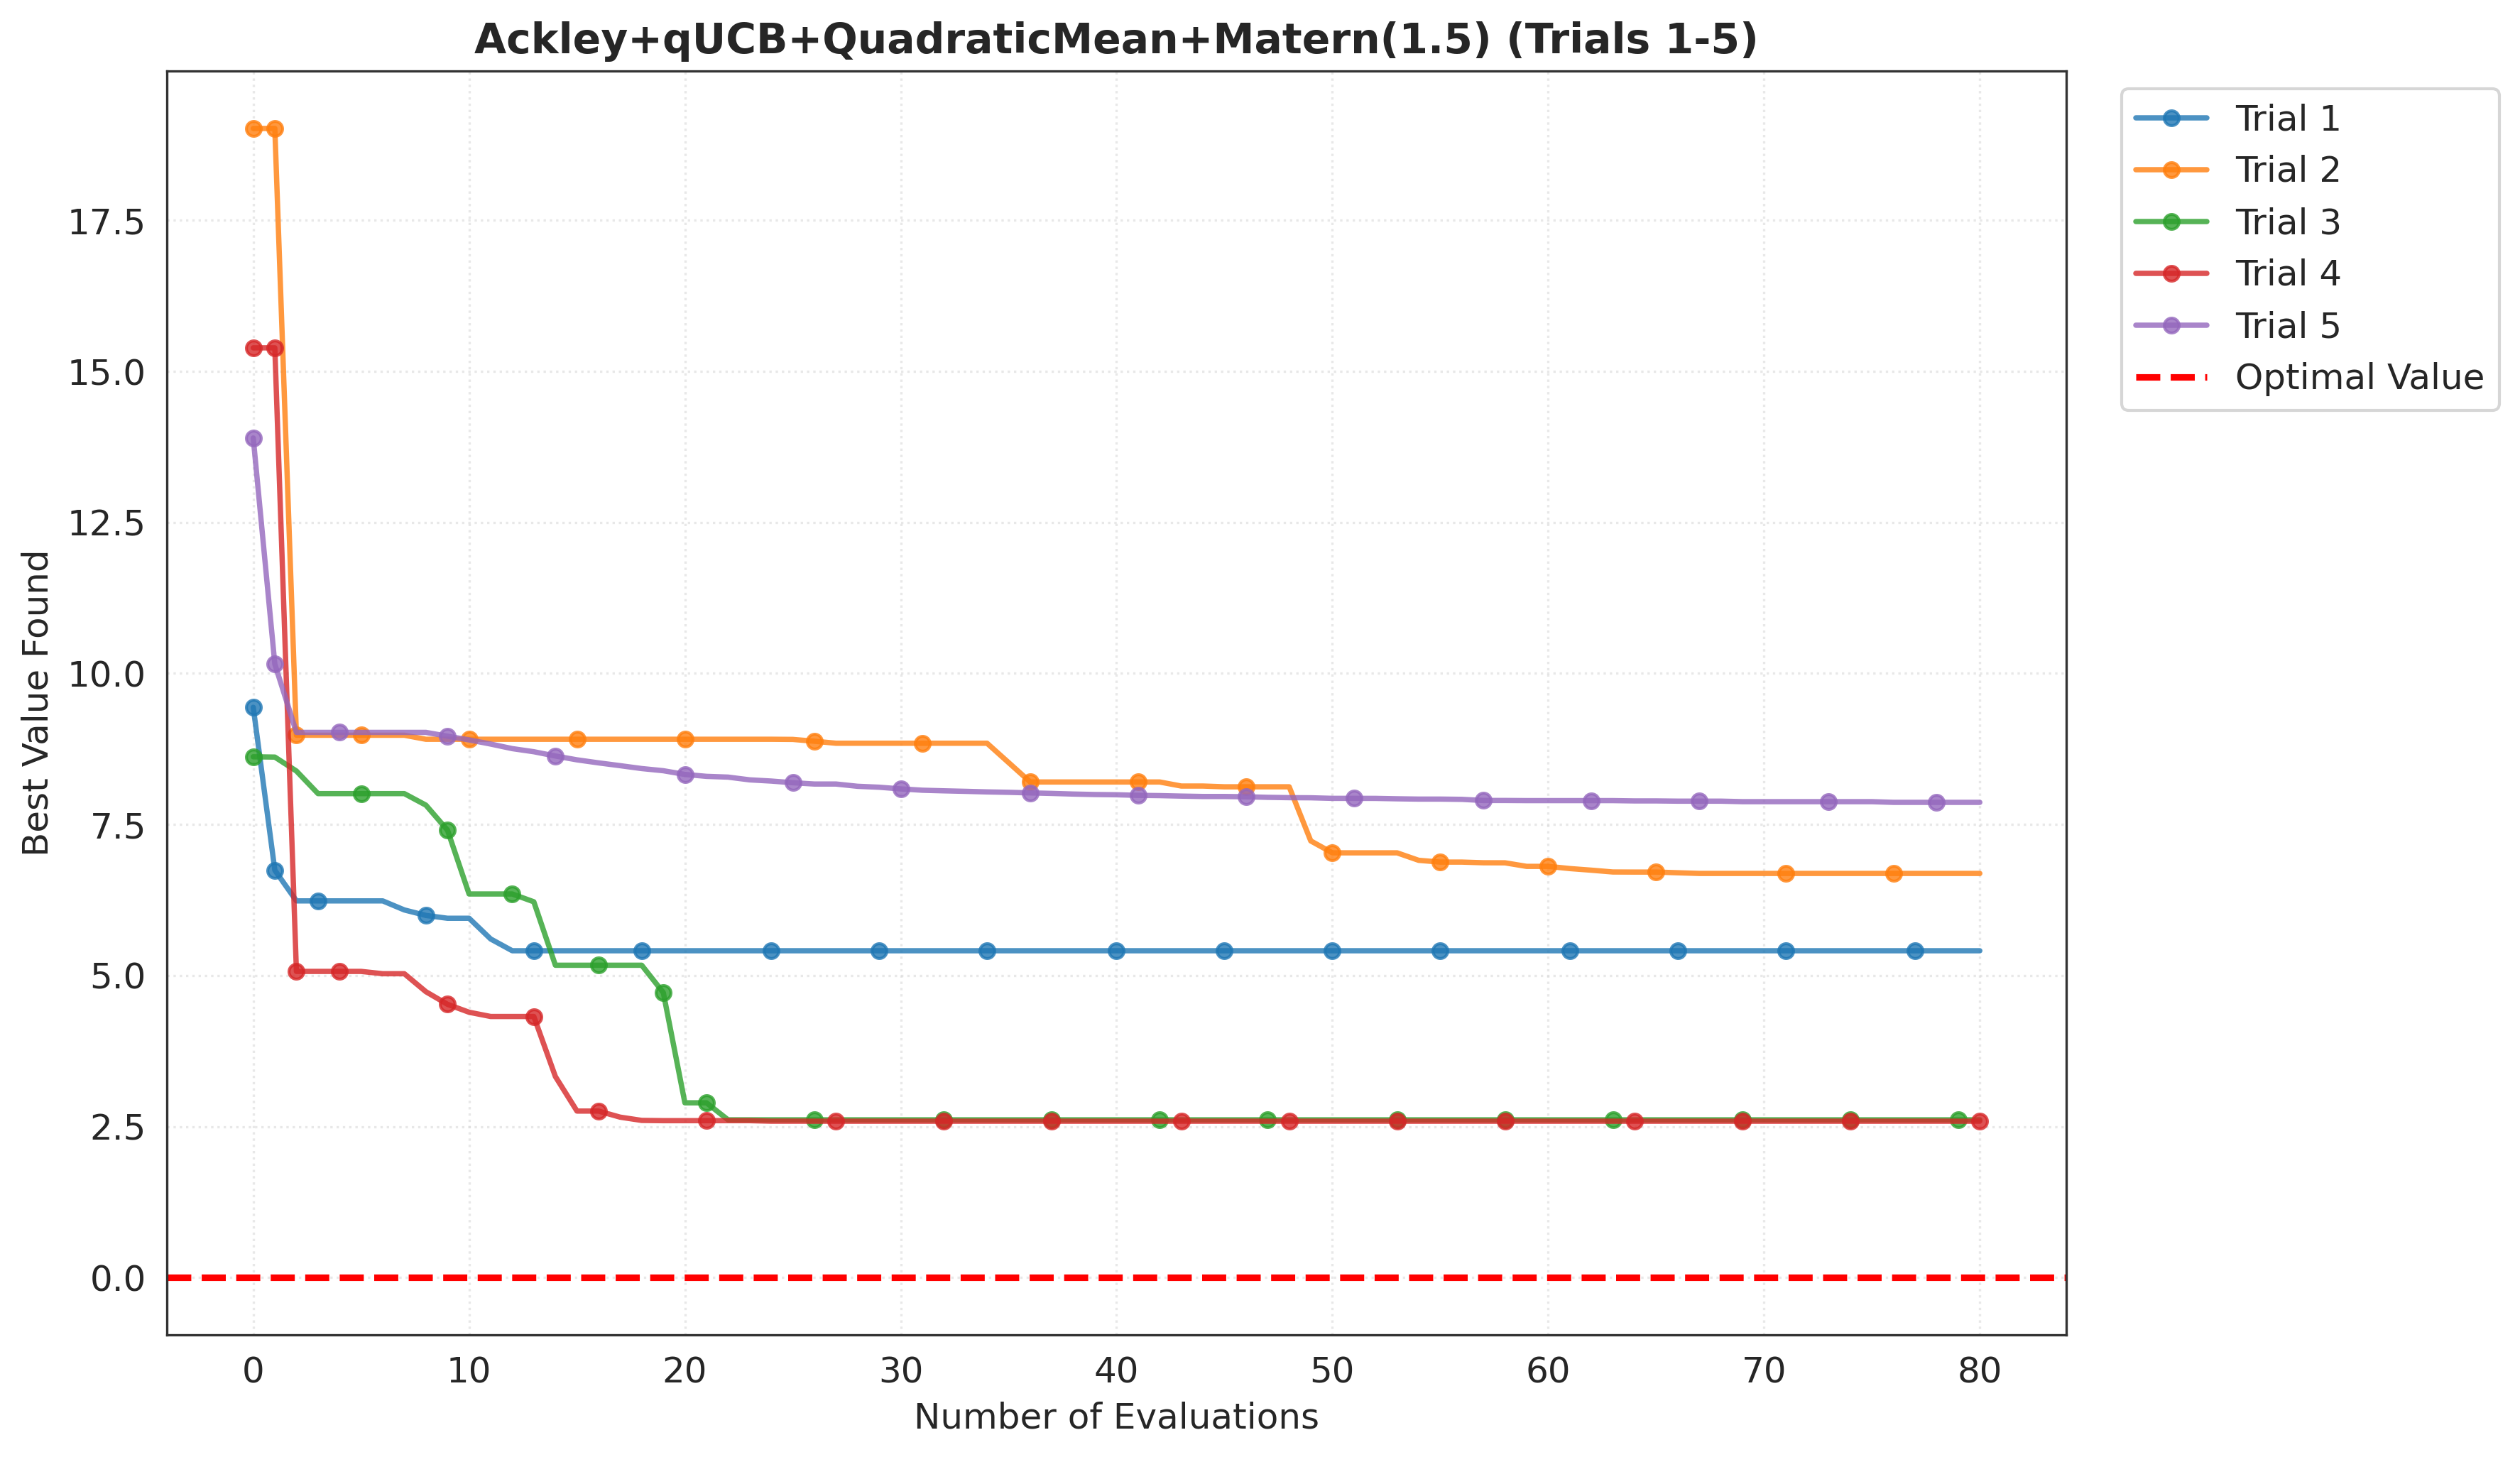 Ackley+qUCB+QuadraticMean+Matern(1.5) (Trials 1-5)
Trial 1
Trial 2
Trial 3
Trial 4
Trial 5
Optimal Value
Best Value Found
17.5
15.0
12.5
10.0
7.5
5.0
2.5
0.0
0 10 20 30 40 50 60 70 80
Number of Evaluations